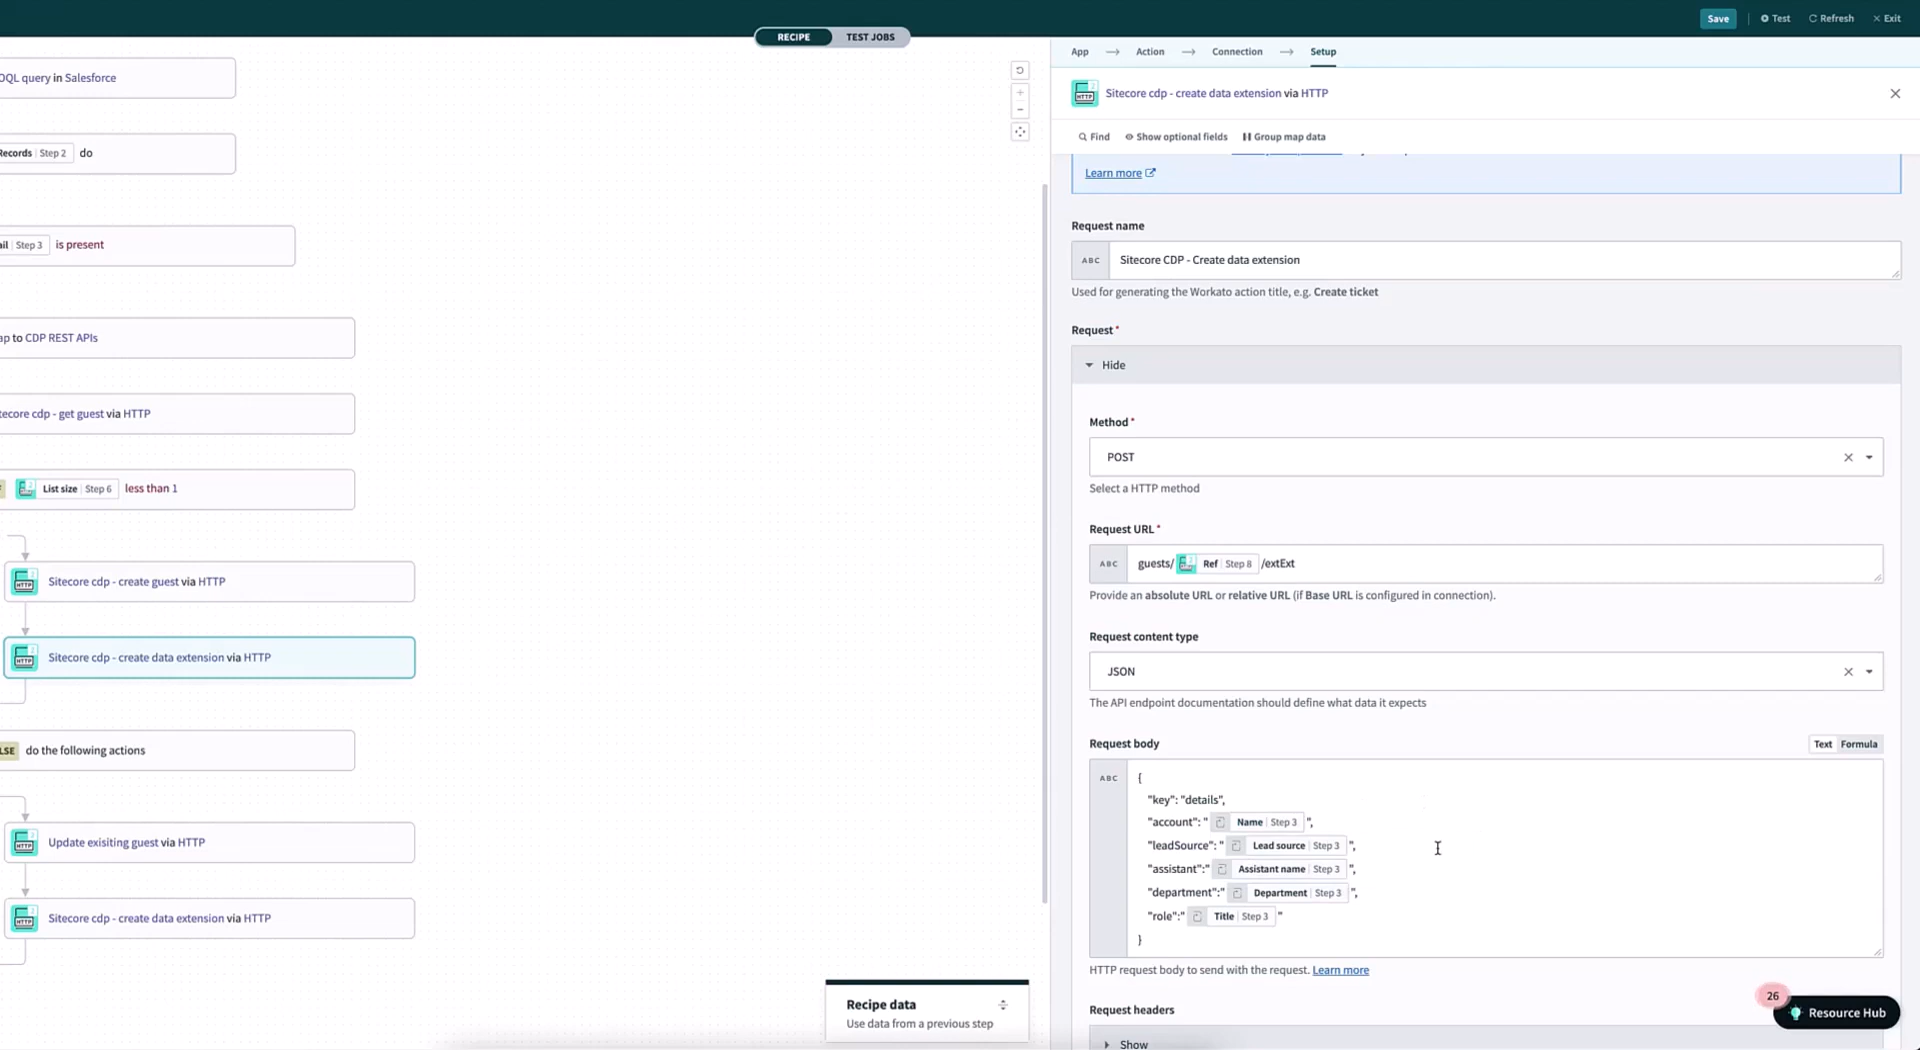 Save
Test
Refresh
Exit
RECIPE
TEST JOBS
OQL query in Salesforce
Records | Step 2 do
ail | Step 3 is present
ap to CDP REST APIs
tecore cdp - get guest via HTTP
List size | Step 6 less than 1
Sitecore cdp - create guest via HTTP
Sitecore cdp - create data extension via HTTP
LSE do the following actions
Update exisiting guest via HTTP
Sitecore cdp - create data extension via HTTP
Recipe data
Use data from a previous step
App
Action
Connection
Setup
Sitecore cdp - create data extension via HTTP
Find
Show optional fields
Group map data
Learn more
Request name
ABC
Sitecore CDP - Create data extension
Used for generating the Workato action title, e.g. Create ticket
Request*
Hide
Method*
POST
Select a HTTP method
Request URL*
ABC
guests/ Ref | Step 8 /extExt
Provide an absolute URL or relative URL (if Base URL is configured in connection).
Request content type
JSON
The API endpoint documentation should define what data it expects
Request body
Text Formula
ABC
{
"key": "details",
"account": " Name | Step 3 ",
"leadSource": " Lead source | Step 3 ",
"assistant":" Assistant name | Step 3 ",
"department":" Department | Step 3 ",
"role":" Title | Step 3 "
}
HTTP request body to send with the request. Learn more
Request headers
Show
26
Resource Hub